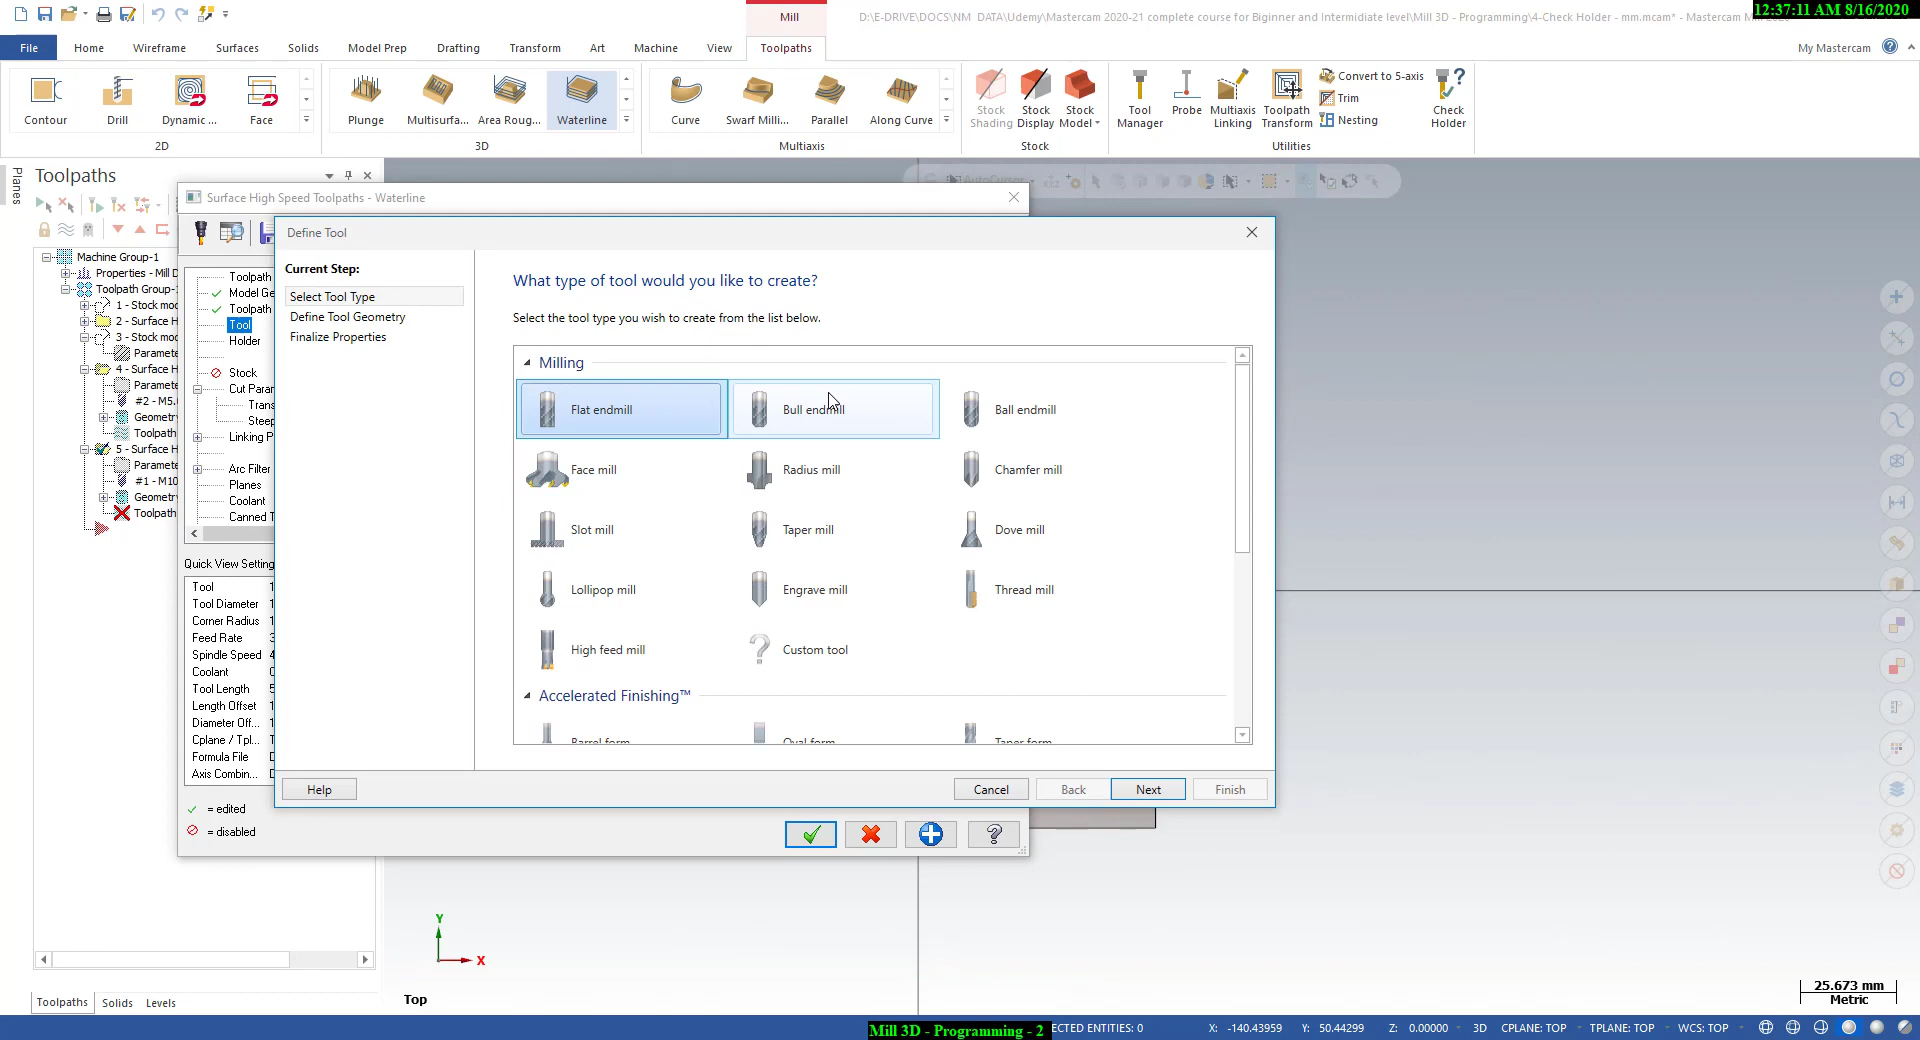 Mill
D:\E-DRIVE\DOCS\NM DATA\Udemy\Mastercam 2020-21 complete course for Biginner and Intermidiate level\Mill 3D - Programming\4-Check Holder - mm.mcam* - Mastercam
12:37:11 AM 8/16/2020
File Home Wireframe Surfaces Solids Model Prep Drafting Transform Art Machine View Toolpaths My Mastercam
Contour Drill Dynamic ... Face
2D
Plunge Multisurfa... Area Roug... Waterline
3D
Curve Swarf Milli... Parallel Along Curve
Multiaxis
Stock Shading
Stock Display
Stock Model
Stock
Tool Manager
Probe
Multiaxis Linking
Toolpath Transform
Convert to 5-axis
Trim
Nesting
Check Holder
Utilities
Planes
Toolpaths
AutoCursor
Machine Group-1
Properties - Mill D
Toolpath Group-
1 - Stock mo
2 - Surface H
3 - Stock mo
Paramete
4 - Surface H
Paramete
#2 - M5.
Geometry
Toolpath
5 - Surface H
Paramete
#1 - M10
Geometry
Toolpath
Surface High Speed Toolpaths - Waterline
Toolpath
Model Ge
Toolpath
Tool
Holder
Stock
Cut Parar
Trans
Steep
Linking P
Arc Filter
Planes
Coolant
Canned T
Quick View Setting
Tool 1
Tool Diameter 1
Corner Radius 1
Feed Rate 3
Spindle Speed 4
Coolant
Tool Length 5
Length Offset 1
Diameter Off... 1
Cplane / Tpl... T
Formula File D
Axis Combin... D
= edited
= disabled
Define Tool
Current Step:
Select Tool Type
Define Tool Geometry
Finalize Properties
What type of tool would you like to create?
Select the tool type you wish to create from the list below.
Milling
Flat endmill Bull endmill Ball endmill
Face mill Radius mill Chamfer mill
Slot mill Taper mill Dove mill
Lollipop mill Engrave mill Thread mill
High feed mill Custom tool
Accelerated Finishing™
Barrel form Oval form Taper form
Help Cancel Back Next Finish
Y
X
Top
25.673 mm
Metric
Toolpaths Solids Levels
Mill 3D - Programming - 2
ECTED ENTITIES: 0 X: -140.43959 Y: 50.44299 Z: 0.00000 3D CPLANE: TOP TPLANE: TOP WCS: TOP